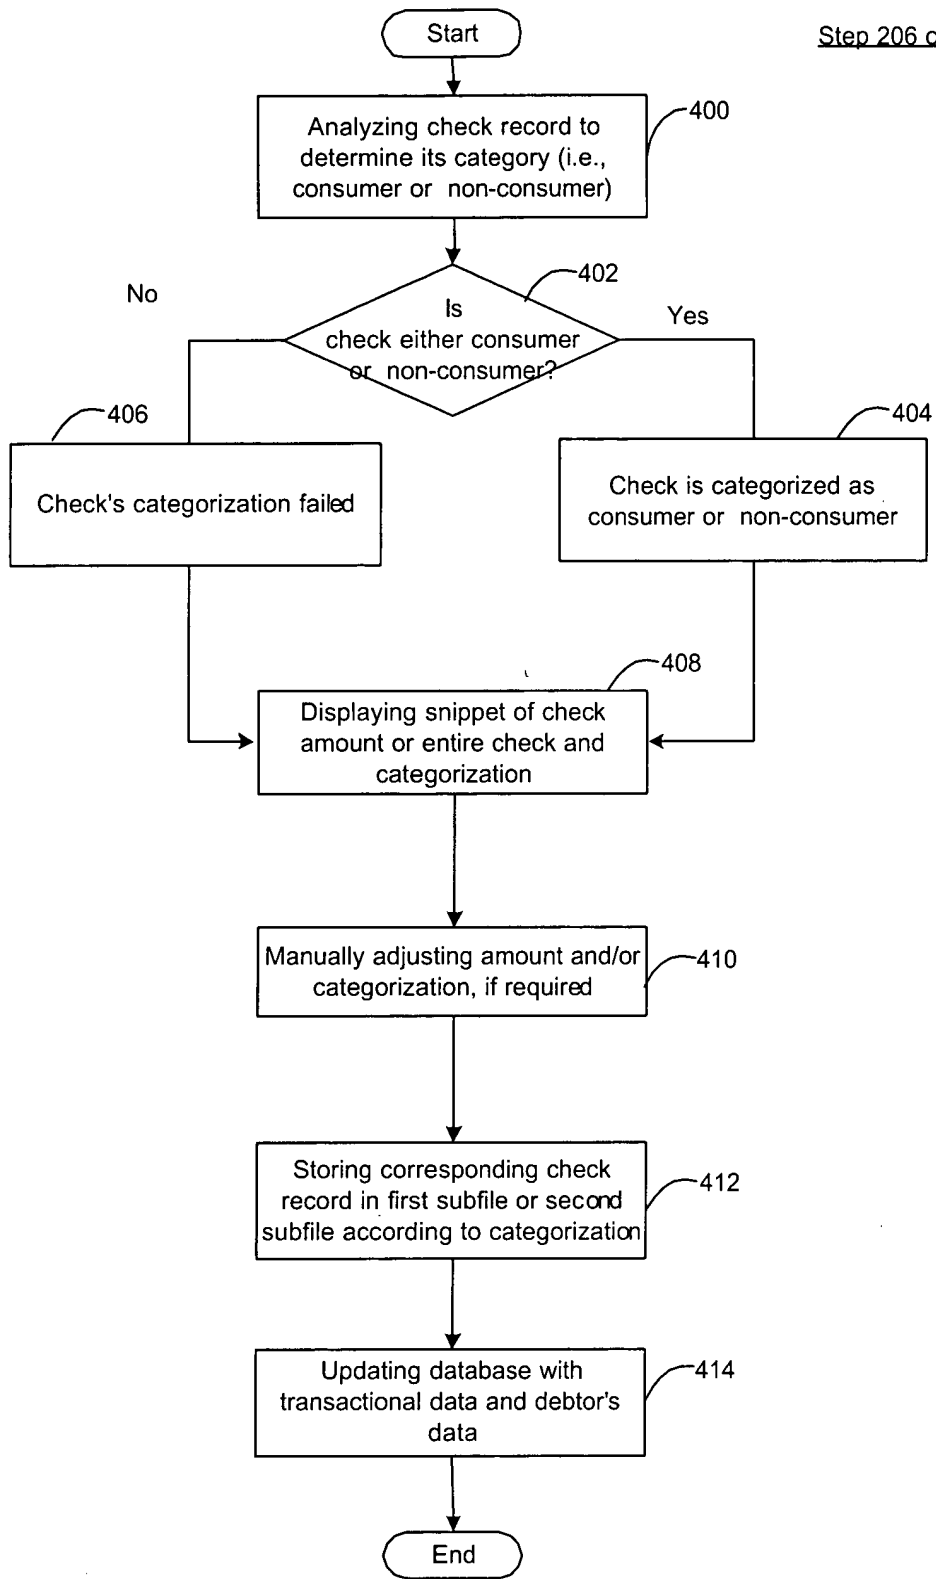 Start
Step 206 o
Analyzing check record to
determine its category (i.e.,
consumer or non-consumer)
400
Is
check either consumer
or non-consumer?
402
No
Yes
406
Check's categorization failed
404
Check is categorized as
consumer or non-consumer
408
Displaying snippet of check
amount or entire check and
categorization
Manually adjusting amount and/or
categorization, if required
410
Storing corresponding check
record in first subfile or second
subfile according to categorization
412
Updating database with
transactional data and debtor's
data
414
End